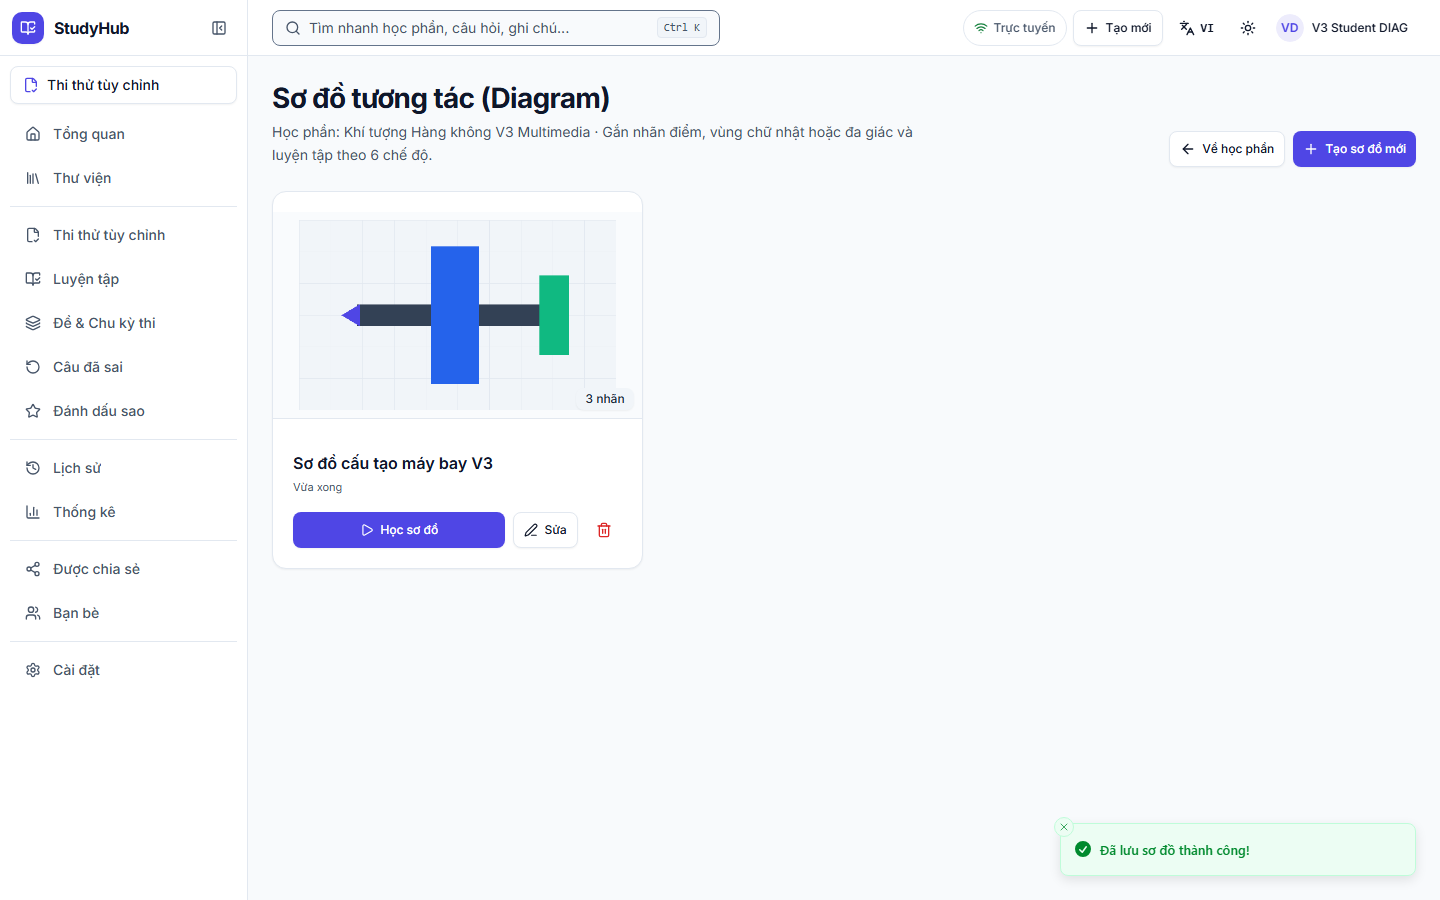 StudyHub
Tìm nhanh học phần, câu hỏi, ghi chú...
Ctrl K
Trực tuyến
Tạo mới
VI
VD
V3 Student DIAG
Thi thử tùy chỉnh
Tổng quan
Thư viện
Thi thử tùy chỉnh
Luyện tập
Đề & Chu kỳ thi
Câu đã sai
Đánh dấu sao
Lịch sử
Thống kê
Được chia sẻ
Bạn bè
Cài đặt
Sơ đồ tương tác (Diagram)
Học phần: Khí tượng Hàng không V3 Multimedia · Gắn nhãn điểm, vùng chữ nhật hoặc đa giác và
luyện tập theo 6 chế độ.
Về học phần
Tạo sơ đồ mới
3 nhãn
Sơ đồ cấu tạo máy bay V3
Vừa xong
Học sơ đồ
Sửa
Đã lưu sơ đồ thành công!